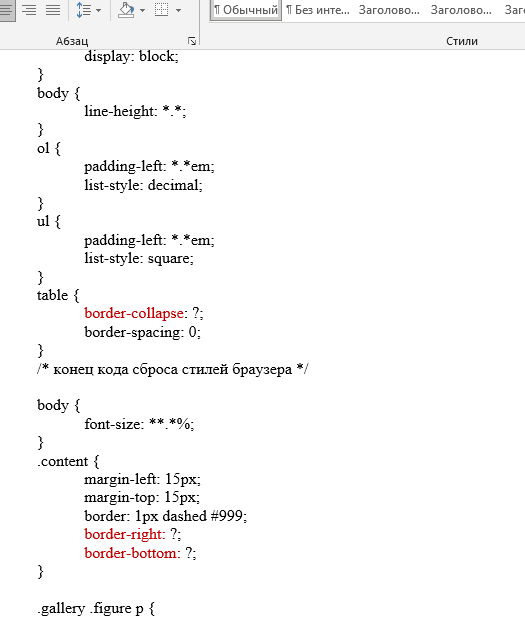 ¶ Обычный ¶ Без инте... Заголово... Заголово... Заго
Абзац Стили
display: block;
}
body {
line-height: *.*;
}
ol {
padding-left: *.*em;
list-style: decimal;
}
ul {
padding-left: *.*em;
list-style: square;
}
table {
border-collapse: ?;
border-spacing: 0;
}
/* конец кода сброса стилей браузера */
body {
font-size: **.*%;
}
.content {
margin-left: 15px;
margin-top: 15px;
border: 1px dashed #999;
border-right: ?;
border-bottom: ?;
}
.gallery .figure p {